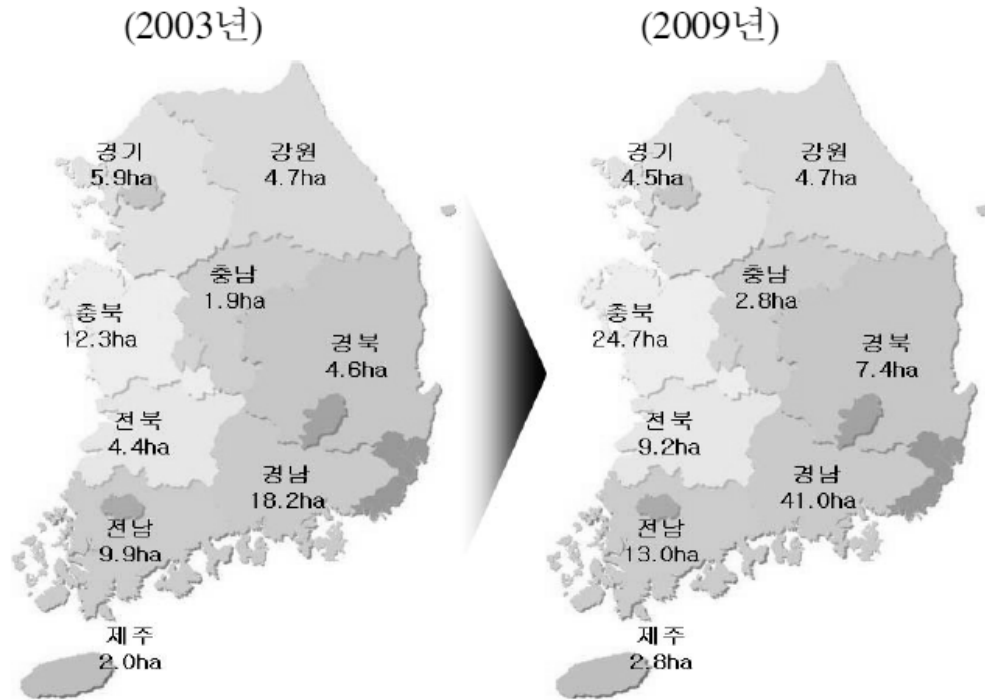 (2003년)
경기
5.9ha
강원
4.7ha
충남
1.9ha
충북
12.3ha
경북
4.6ha
전북
4.4ha
경남
18.2ha
전남
9.9ha
제주
2.0ha
(2009년)
경기
4.5ha
강원
4.7ha
충남
2.8ha
충북
24.7ha
경북
7.4ha
전북
9.2ha
경남
41.0ha
전남
13.0ha
제주
2.8ha